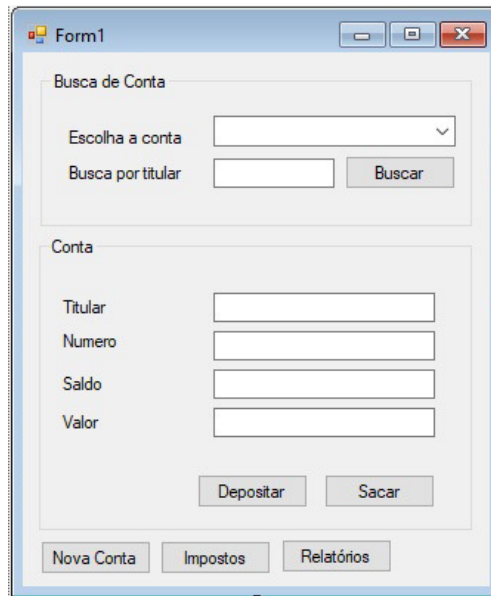 Form1
Busca de Conta
Escolha a conta
Busca por titular Buscar
Conta
Titular
Numero
Saldo
Valor
Depositar Sacar
Nova Conta Impostos Relatórios